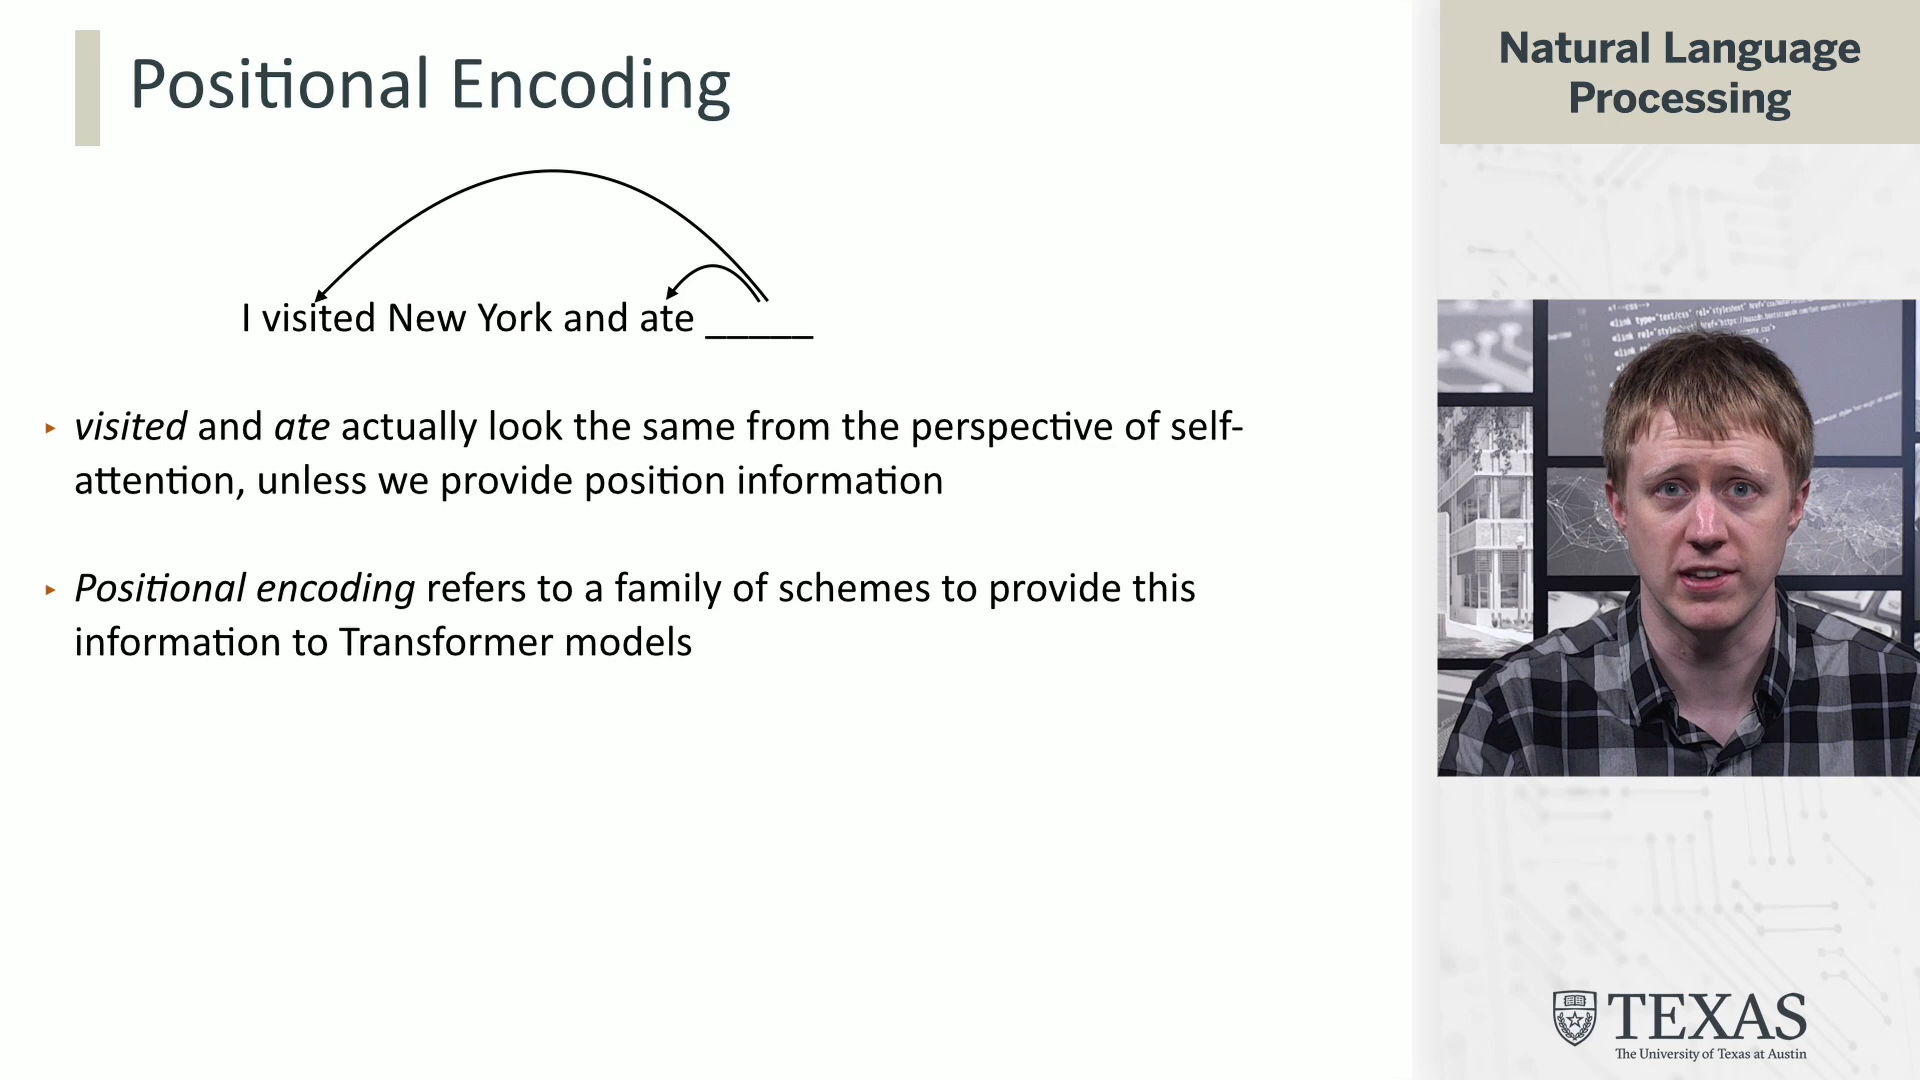 Positional Encoding
I visited New York and ate _____
‣ visited and ate actually look the same from the perspective of self-
attention, unless we provide position information
‣ Positional encoding refers to a family of schemes to provide this
information to Transformer models
Natural Language
Processing
TEXAS
The University of Texas at Austin